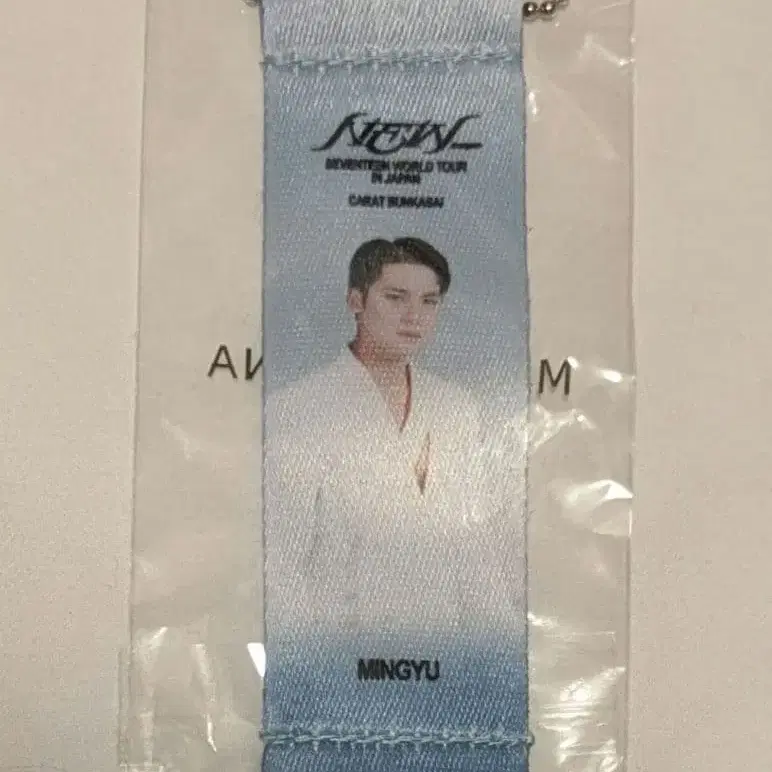 NEW_
SEVENTEEN WORLD TOUR
IN JAPAN
CARAT BUNKASAI
MINGYU